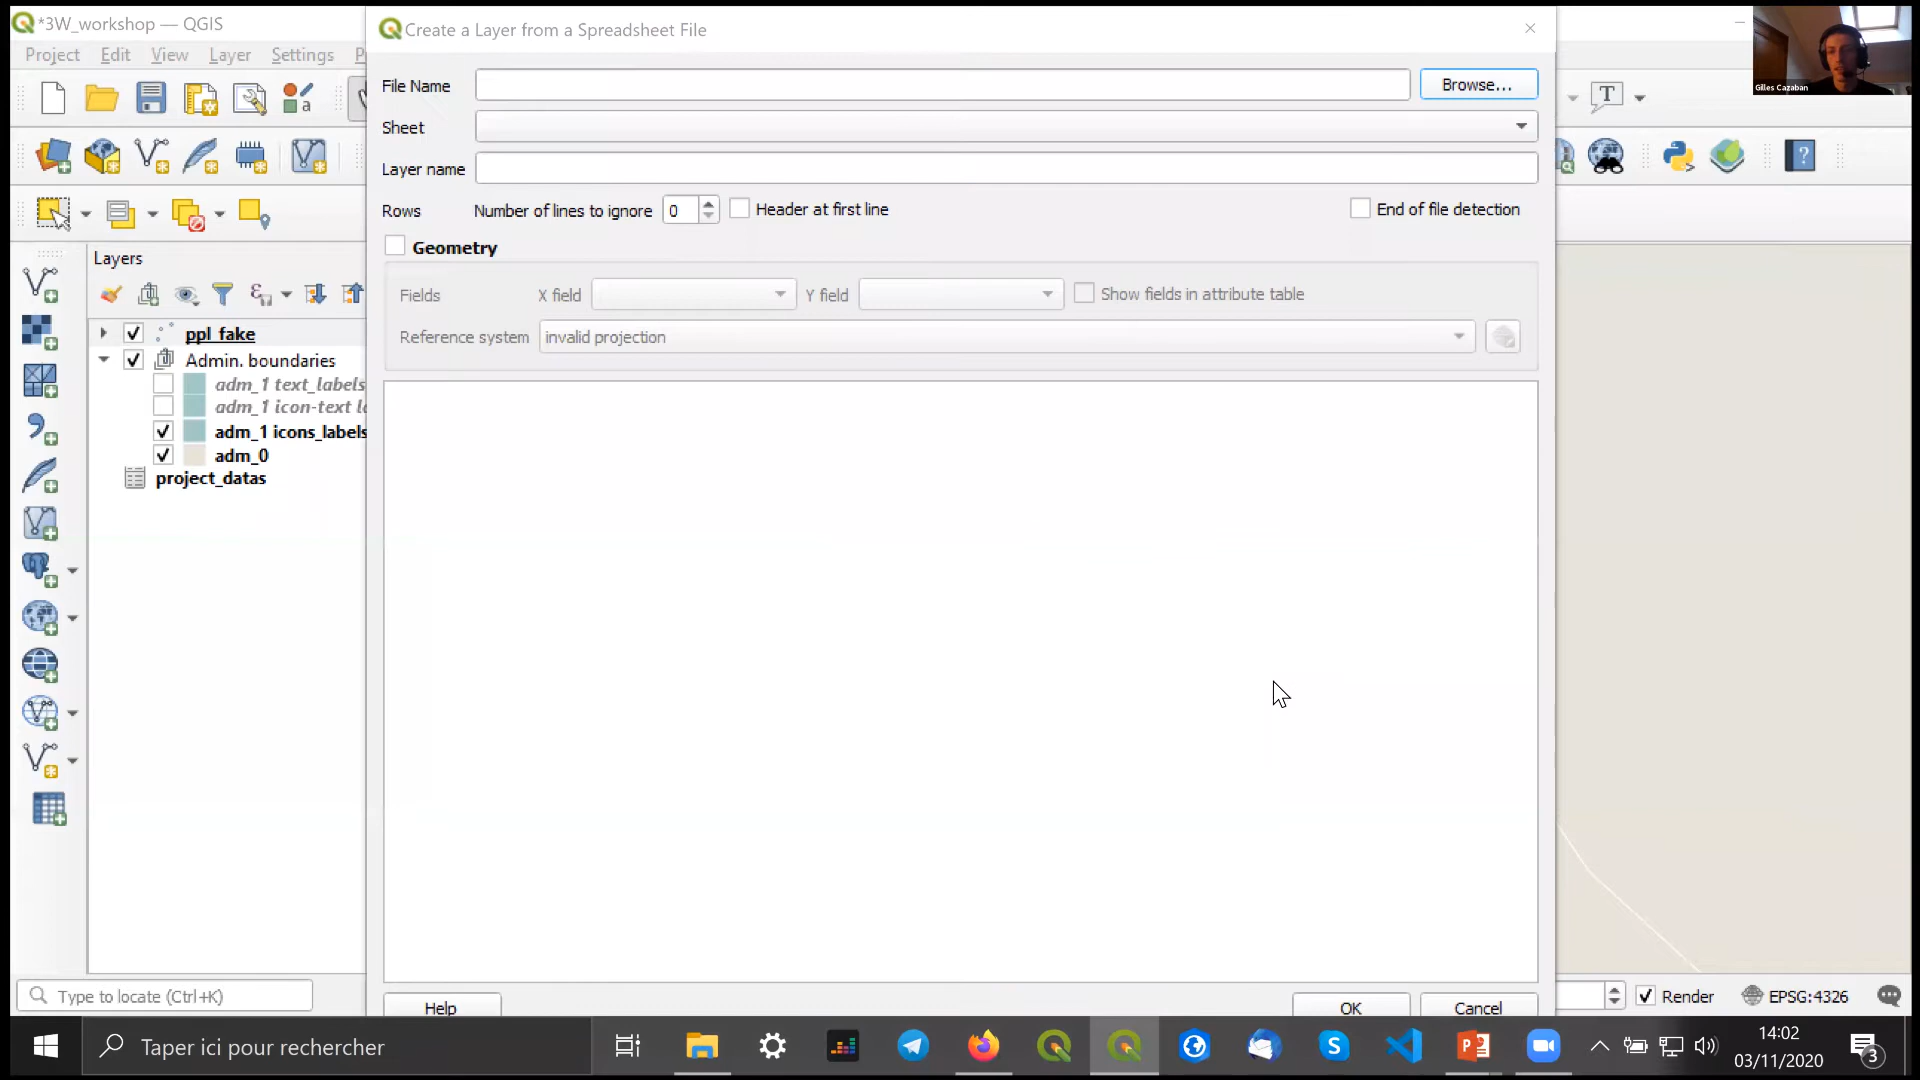 *3W_workshop — QGIS
Create a Layer from a Spreadsheet File
Gilles Cazaban
Project Edit View Layer Settings P
File Name
Browse...
Sheet
Layer name
Rows Number of lines to ignore 0 Header at first line End of file detection
Geometry
Fields X field Y field Show fields in attribute table
Reference system invalid projection
Layers
ppl_fake
Admin. boundaries
adm_1 text_labels
adm_1 icon-text l
adm_1 icons_labels
adm_0
project_datas
Help OK Cancel
Type to locate (Ctrl+K)
Render EPSG:4326
Taper ici pour rechercher
14:02
03/11/2020
3